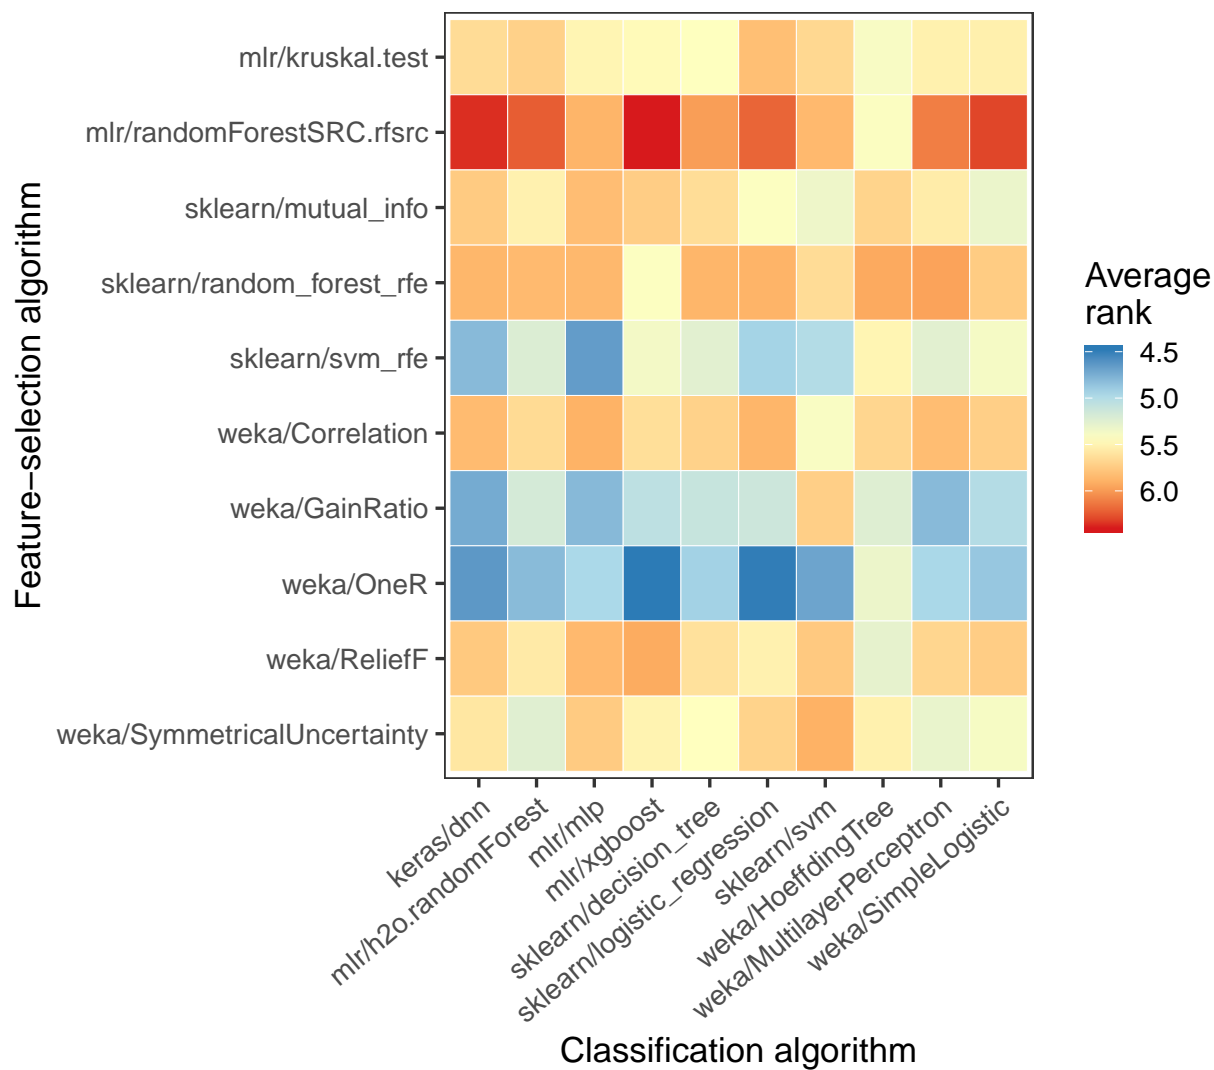 Feature−selection algorithm
mlr/kruskal.test
mlr/randomForestSRC.rfsrc
sklearn/mutual_info
sklearn/random_forest_rfe
sklearn/svm_rfe
weka/Correlation
weka/GainRatio
weka/OneR
weka/ReliefF
weka/SymmetricalUncertainty
keras/dnn
mlr/h2o.randomForest
mlr/mlp
mlr/xgboost
sklearn/decision_tree
sklearn/logistic_regression
sklearn/svm
weka/HoeffdingTree
weka/MultilayerPerceptron
weka/SimpleLogistic
Classification algorithm
Average
rank
4.5
5.0
5.5
6.0